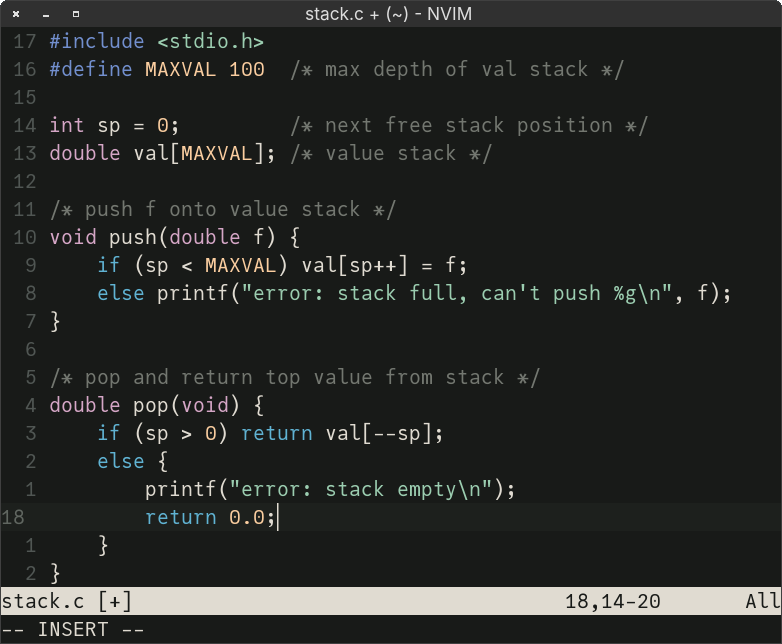 stack.c + (~) - NVIM
17 #include <stdio.h>
16 #define MAXVAL 100  /* max depth of val stack */
15
14 int sp = 0;         /* next free stack position */
13 double val[MAXVAL]; /* value stack */
12
11 /* push f onto value stack */
10 void push(double f) {
 9     if (sp < MAXVAL) val[sp++] = f;
 8     else printf("error: stack full, can't push %g\n", f);
 7 }
 6
 5 /* pop and return top value from stack */
 4 double pop(void) {
 3     if (sp > 0) return val[--sp];
 2     else {
 1         printf("error: stack empty\n");
18         return 0.0;
 1     }
 2 }
stack.c [+]                                    18,14-20       All
-- INSERT --